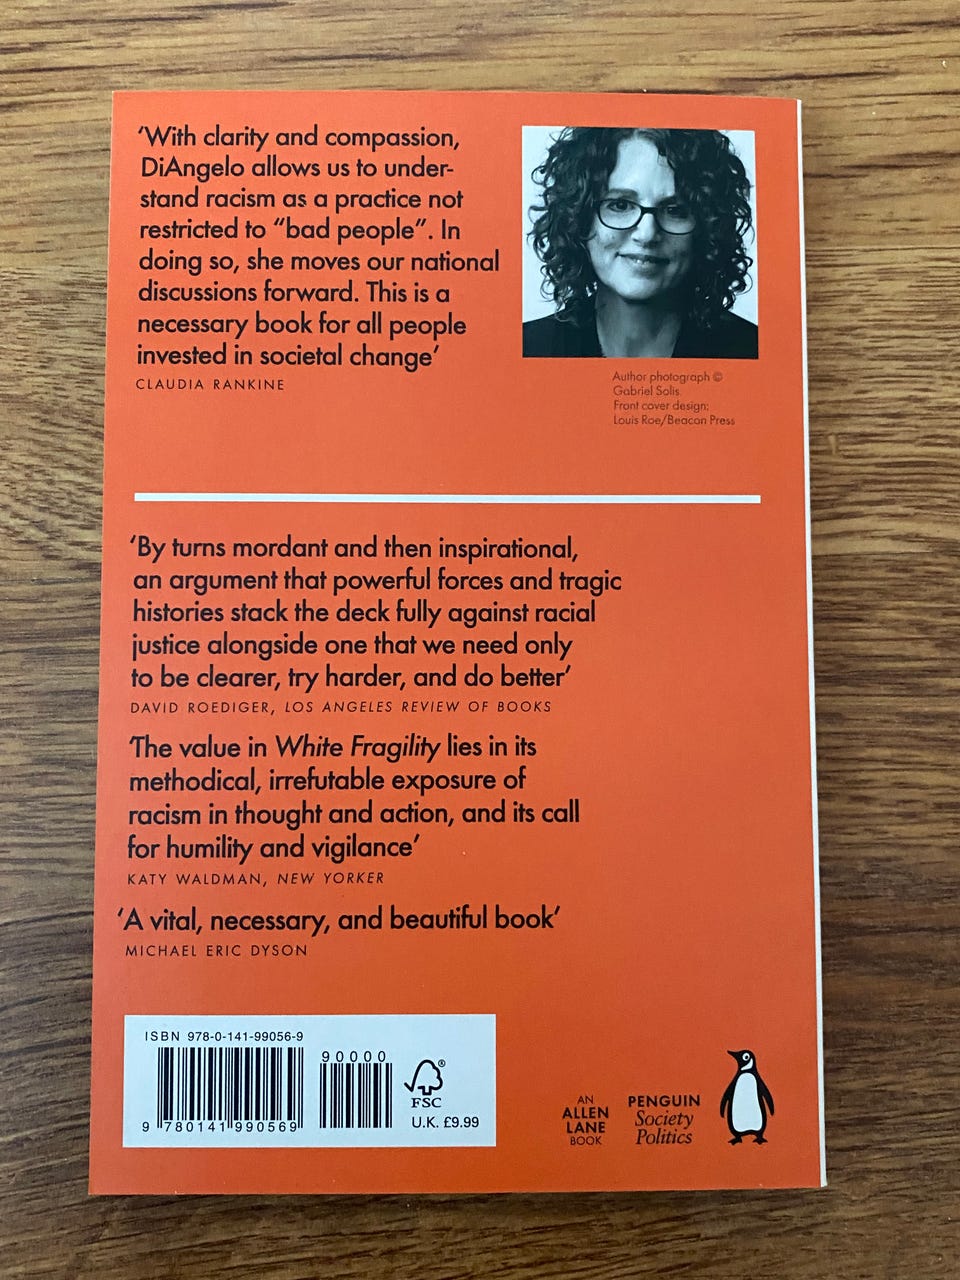 ‘With clarity and compassion,
DiAngelo allows us to under-
stand racism as a practice not
restricted to “bad people”. In
doing so, she moves our national
discussions forward. This is a
necessary book for all people
invested in societal change’
CLAUDIA RANKINE
Author photograph ©
Gabriel Solis.
Front cover design:
Louis Roe/Beacon Press
‘By turns mordant and then inspirational,
an argument that powerful forces and tragic
histories stack the deck fully against racial
justice alongside one that we need only
to be clearer, try harder, and do better’
DAVID ROEDIGER, LOS ANGELES REVIEW OF BOOKS
‘The value in White Fragility lies in its
methodical, irrefutable exposure of
racism in thought and action, and its call
for humility and vigilance’
KATY WALDMAN, NEW YORKER
‘A vital, necessary, and beautiful book’
MICHAEL ERIC DYSON
ISBN 978-0-141-99056-9
90000
9 780141 990569
FSC®
U.K. £9.99
AN
ALLEN
LANE
BOOK
PENGUIN
Society
Politics